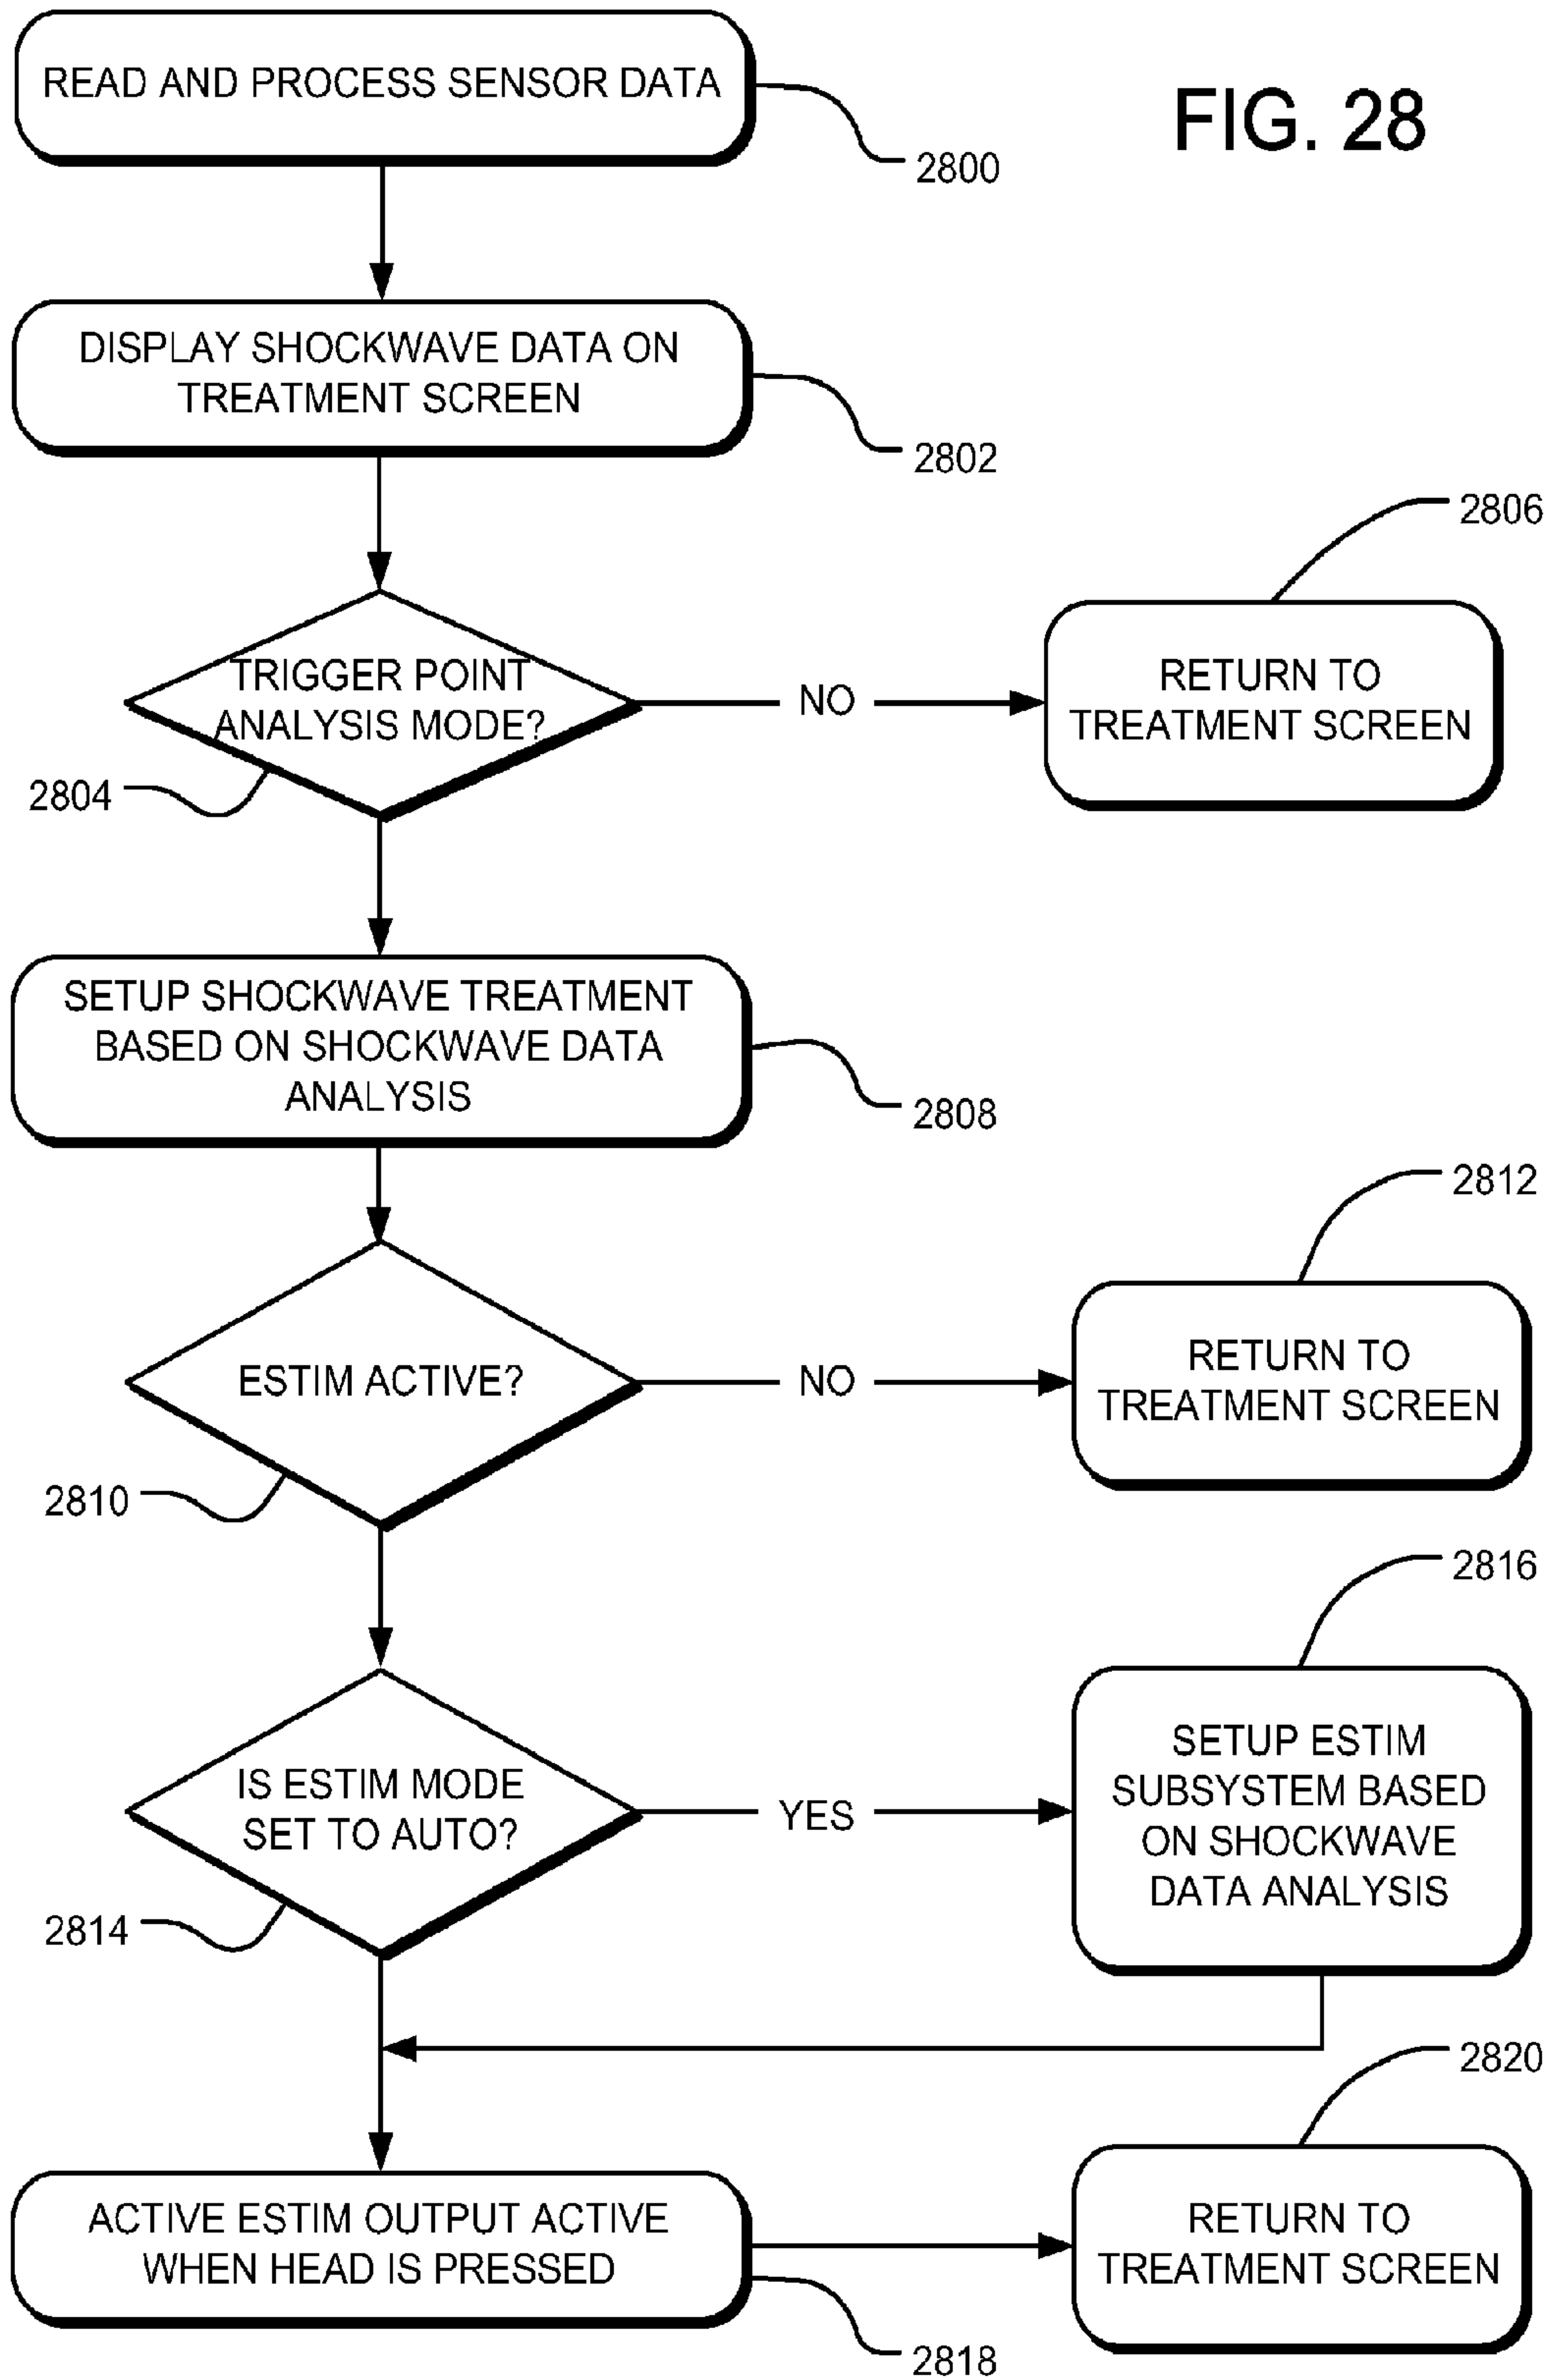 READ AND PROCESS SENSOR DATA
FIG. 28
2800
DISPLAY SHOCKWAVE DATA ON
TREATMENT SCREEN
2802
2806
TRIGGER POINT
ANALYSIS MODE?
NO
RETURN TO
TREATMENT SCREEN
2804
SETUP SHOCKWAVE TREATMENT
BASED ON SHOCKWAVE DATA
ANALYSIS
2808
2812
ESTIM ACTIVE?
NO
RETURN TO
TREATMENT SCREEN
2810
2816
IS ESTIM MODE
SET TO AUTO?
YES
SETUP ESTIM
SUBSYSTEM BASED
ON SHOCKWAVE
DATA ANALYSIS
2814
2820
ACTIVE ESTIM OUTPUT ACTIVE
WHEN HEAD IS PRESSED
RETURN TO
TREATMENT SCREEN
2818